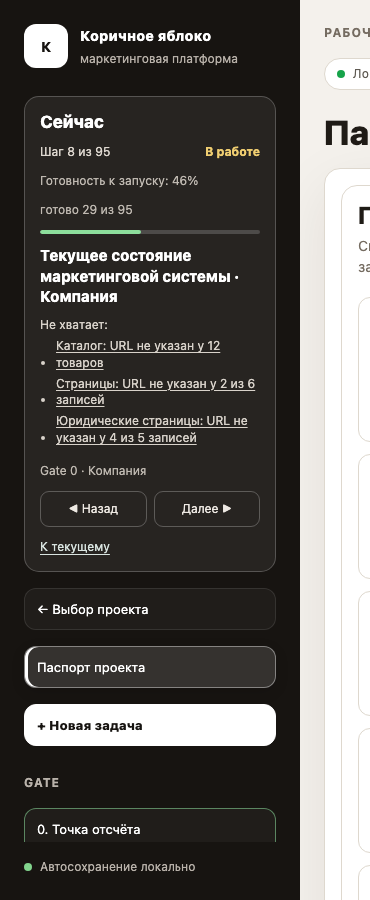 К
Коричное яблоко
маркетинговая платформа
Сейчас
Шаг 8 из 95
В работе
Готовность к запуску: 46%
готово 29 из 95
Текущее состояние
маркетинговой системы ·
Компания
Не хватает:
• Каталог: URL не указан у 12
товаров
• Страницы: URL не указан у 2 из 6
записей
• Юридические страницы: URL не
указан у 4 из 5 записей
Gate 0 · Компания
◀ Назад
Далее ▶
К текущему
← Выбор проекта
Паспорт проекта
+ Новая задача
GATE
0. Точка отсчёта
Автосохранение локально
РАБОЧ
Ло
Па